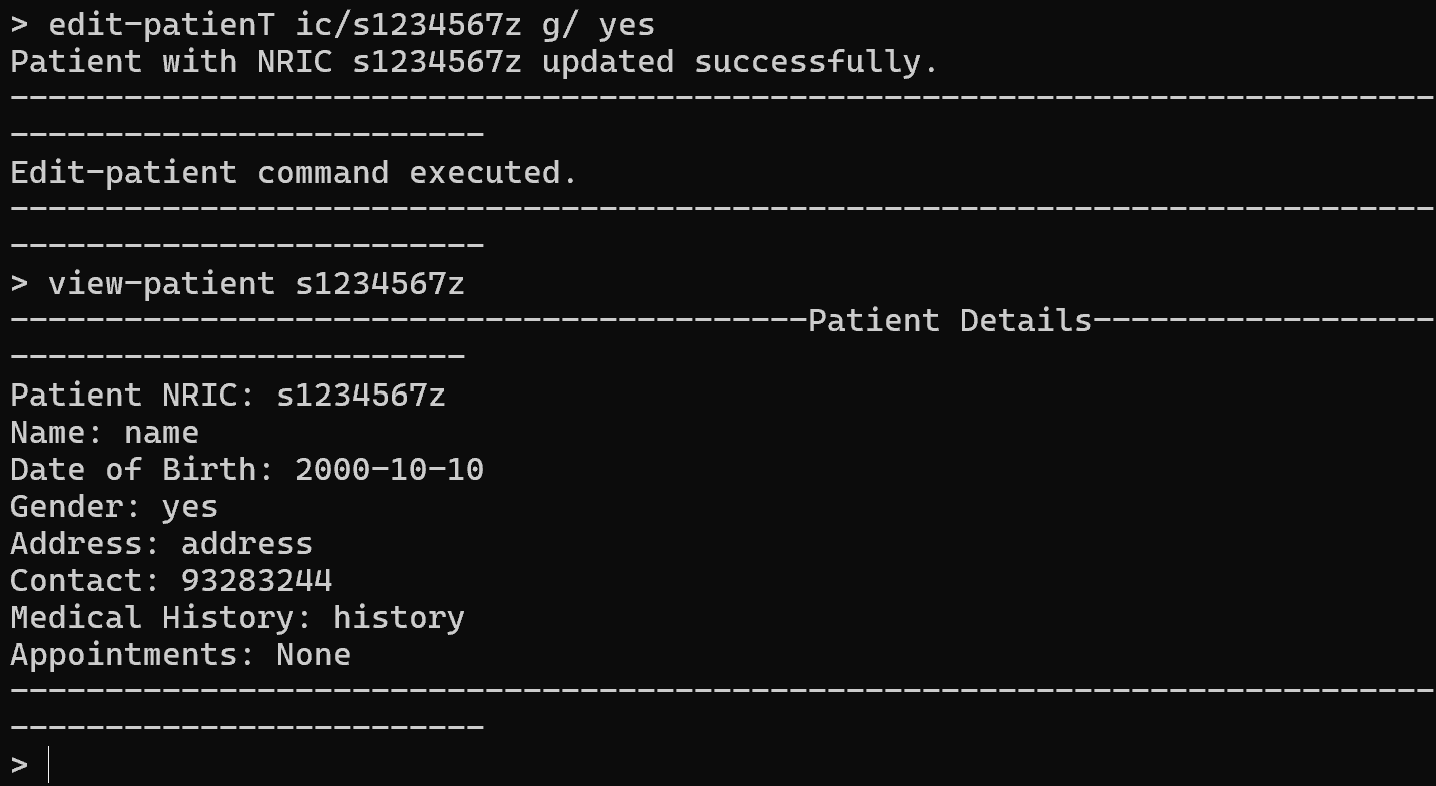 > edit-patienT ic/s1234567z g/ yes
Patient with NRIC s1234567z updated successfully.
---------------------------------------------------------------------------
-------------------------
Edit-patient command executed.
---------------------------------------------------------------------------
-------------------------
> view-patient s1234567z
------------------------------------------Patient Details------------------
------------------------
Patient NRIC: s1234567z
Name: name
Date of Birth: 2000-10-10
Gender: yes
Address: address
Contact: 93283244
Medical History: history
Appointments: None
---------------------------------------------------------------------------
-------------------------
>